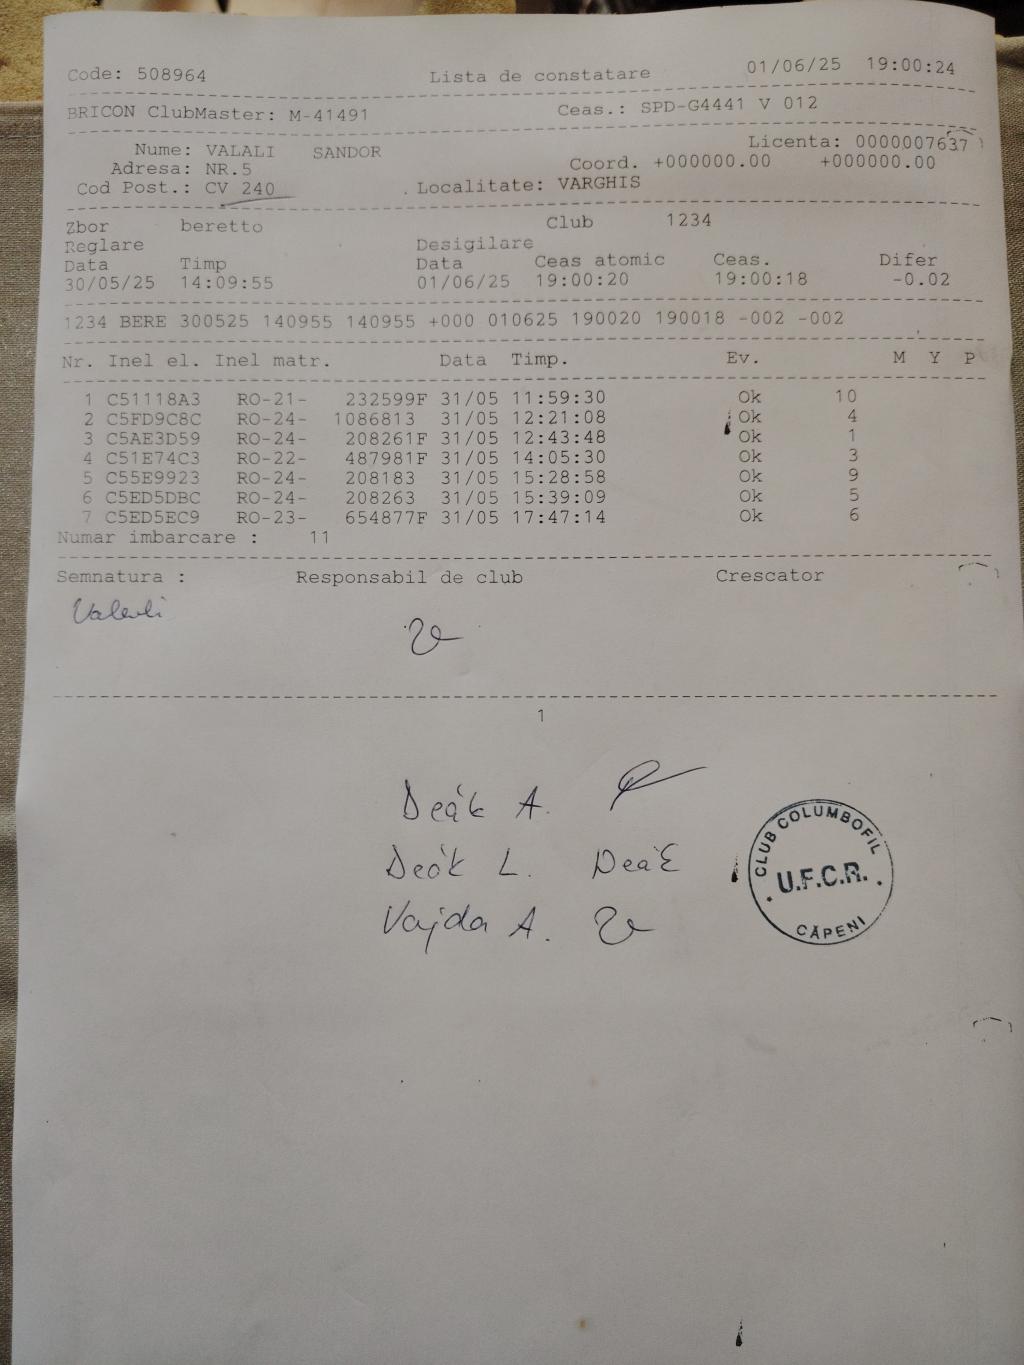 Code: 508964 Lista de constatare 01/06/25 19:00:24
BRICON ClubMaster: M-41491 Ceas.: SPD-G4441 V 012
Nume: VALALI SANDOR Licenta: 0000007637
Adresa: NR.5 Coord. +000000.00 +000000.00
Cod Post.: CV 240 Localitate: VARGHIS
Zbor beretto Club 1234
Reglare Desigilare
Data Timp Data Ceas atomic Ceas. Difer
30/05/25 14:09:55 01/06/25 19:00:20 19:00:18 -0.02
1234 BERE 300525 140955 140955 +000 010625 190020 190018 -002 -002
Nr. Inel el. Inel matr. Data Timp. Ev. M Y P
1 C51118A3 RO-21- 232599F 31/05 11:59:30 Ok 10
2 C5FD9C8C RO-24- 1086813 31/05 12:21:08 Ok 4
3 C5AE3D59 RO-24- 208261F 31/05 12:43:48 Ok 1
4 C51E74C3 RO-22- 487981F 31/05 14:05:30 Ok 3
5 C55E9923 RO-24- 208183 31/05 15:28:58 Ok 9
6 C5ED5DBC RO-24- 208263 31/05 15:39:09 Ok 5
7 C5ED5EC9 RO-23- 654877F 31/05 17:47:14 Ok 6
Numar imbarcare : 11
Semnatura : Responsabil de club Crescator
1
Deák A.
Deák L. Deák
Vajda A.
CLUB COLUMBOFIL
U.F.C.R.
CĂPENI